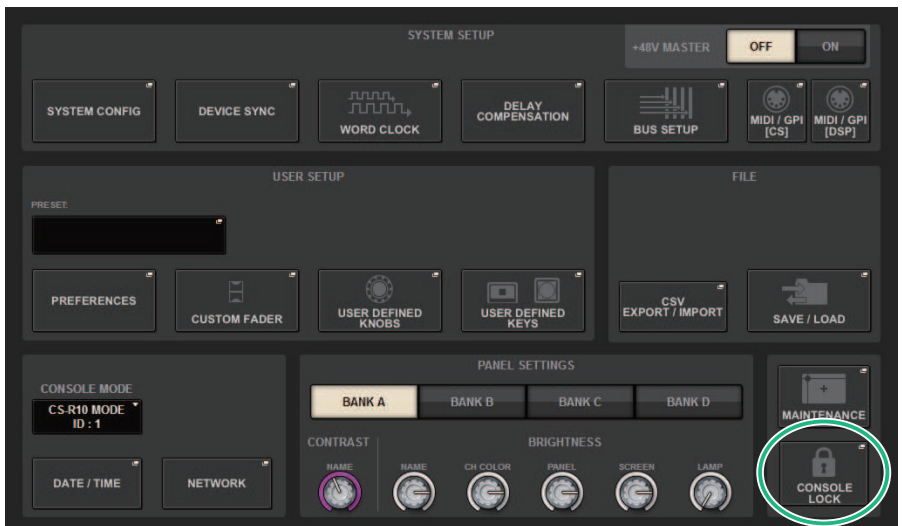 SYSTEM SETUP
+48V MASTER
OFF
ON
SYSTEM CONFIG
DEVICE SYNC
WORD CLOCK
DELAY
COMPENSATION
BUS SETUP
MIDI / GPI
[CS]
MIDI / GPI
[DSP]
USER SETUP
PRESET:
PREFERENCES
CUSTOM FADER
USER DEFINED
KNOBS
USER DEFINED
KEYS
FILE
CSV
EXPORT / IMPORT
SAVE / LOAD
CONSOLE MODE
CS-R10 MODE
ID : 1
DATE / TIME
NETWORK
PANEL SETTINGS
BANK A
BANK B
BANK C
BANK D
CONTRAST
BRIGHTNESS
NAME
NAME
CH COLOR
PANEL
SCREEN
LAMP
MAINTENANCE
CONSOLE
LOCK